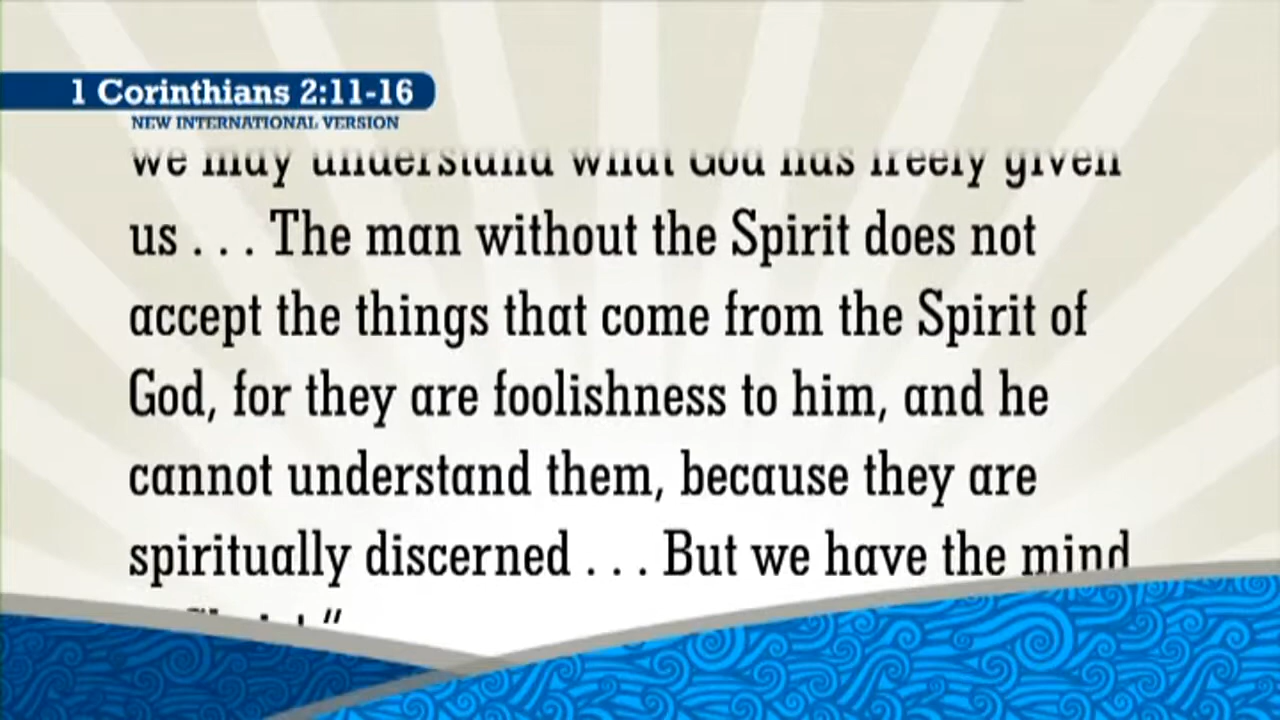 1 Corinthians 2:11-16
NEW INTERNATIONAL VERSION
we may understand what God has freely given
us . . . The man without the Spirit does not
accept the things that come from the Spirit of
God, for they are foolishness to him, and he
cannot understand them, because they are
spiritually discerned . . . But we have the mind